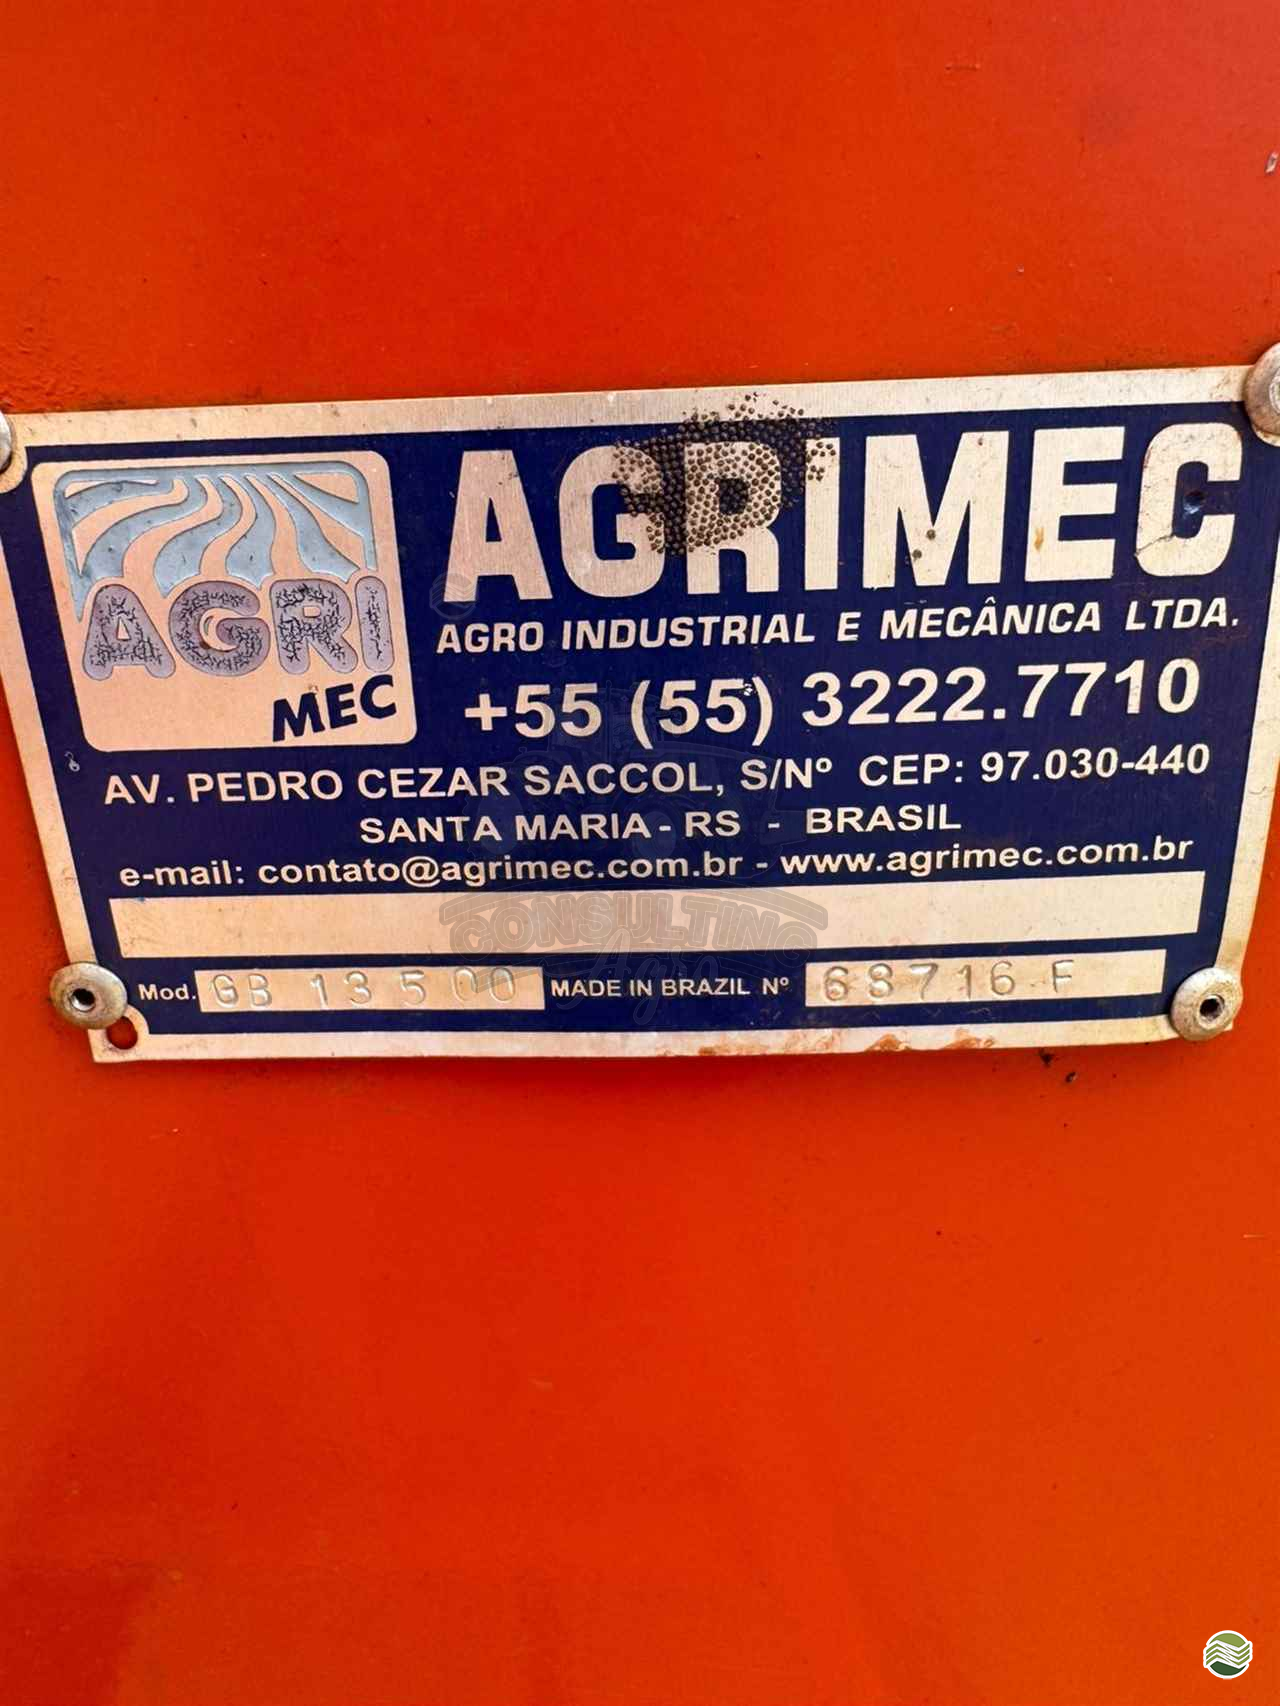 AGRI
MEC
AGRIMEC
AGRO INDUSTRIAL E MECÂNICA LTDA.
+55 (55) 3222.7710
AV. PEDRO CEZAR SACCOL, S/Nº CEP: 97.030-440
SANTA MARIA - RS - BRASIL
e-mail: contato@agrimec.com.br - www.agrimec.com.br
CONSULTING
Agro
Mod. GB 13500 MADE IN BRAZIL Nº 68716 F